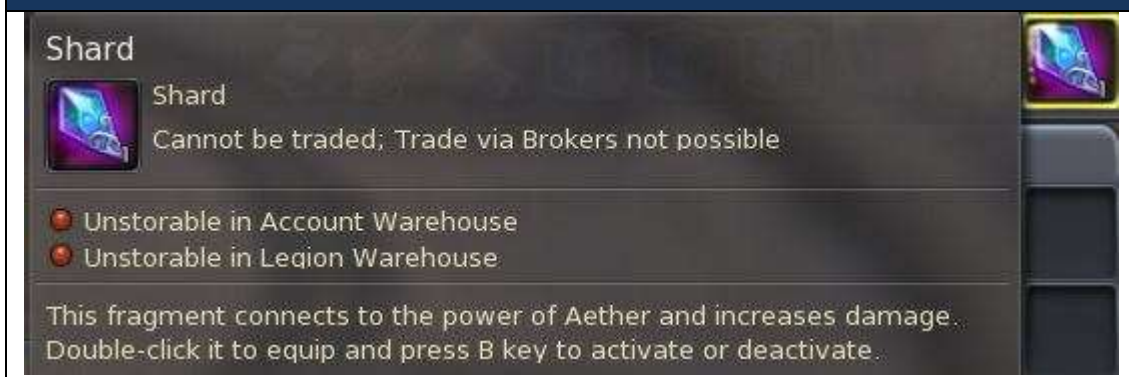 Shard
Shard
Cannot be traded; Trade via Brokers not possible
Unstorable in Account Warehouse
Unstorable in Legion Warehouse
This fragment connects to the power of Aether and increases damage.
Double-click it to equip and press B key to activate or deactivate.